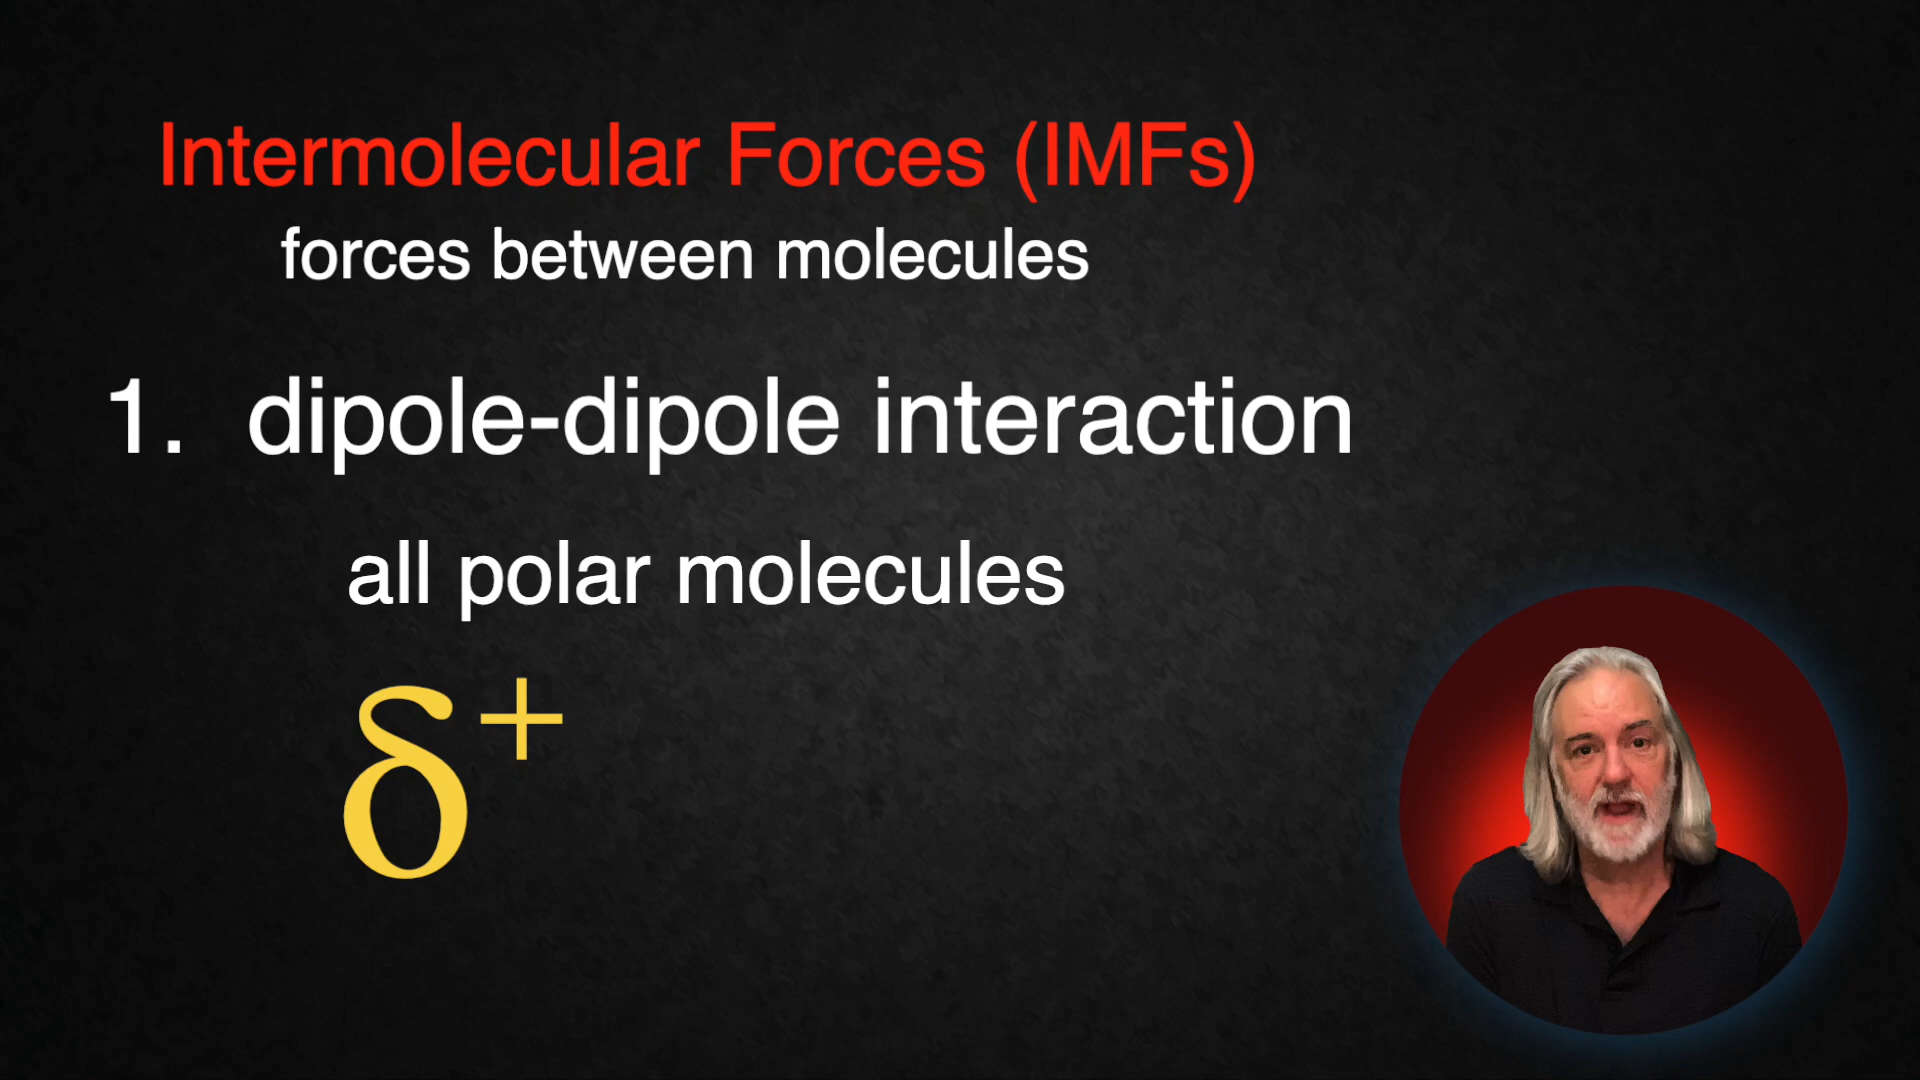 Intermolecular Forces (IMFs)
forces between molecules
1. dipole-dipole interaction
all polar molecules
δ⁺